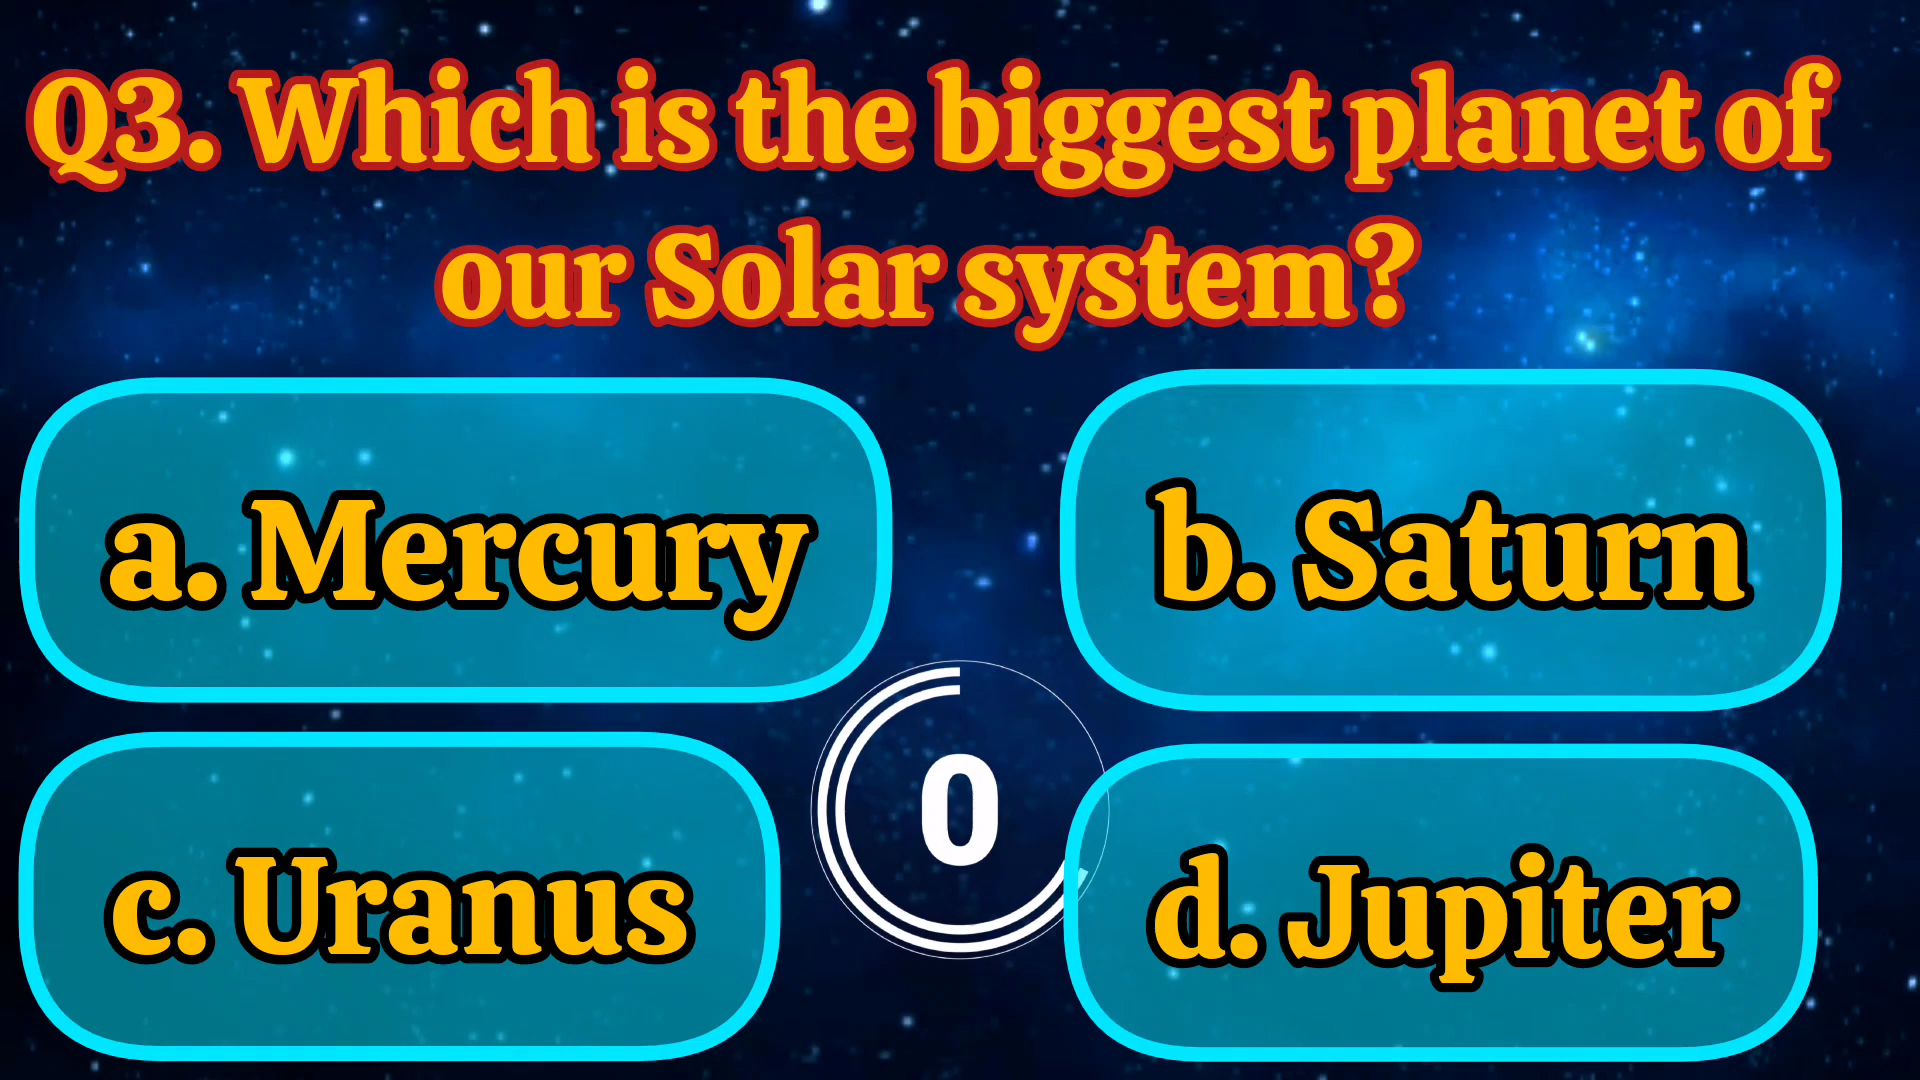 Q3. Which is the biggest planet of
our Solar system?
a. Mercury
b. Saturn
0
c. Uranus
d. Jupiter